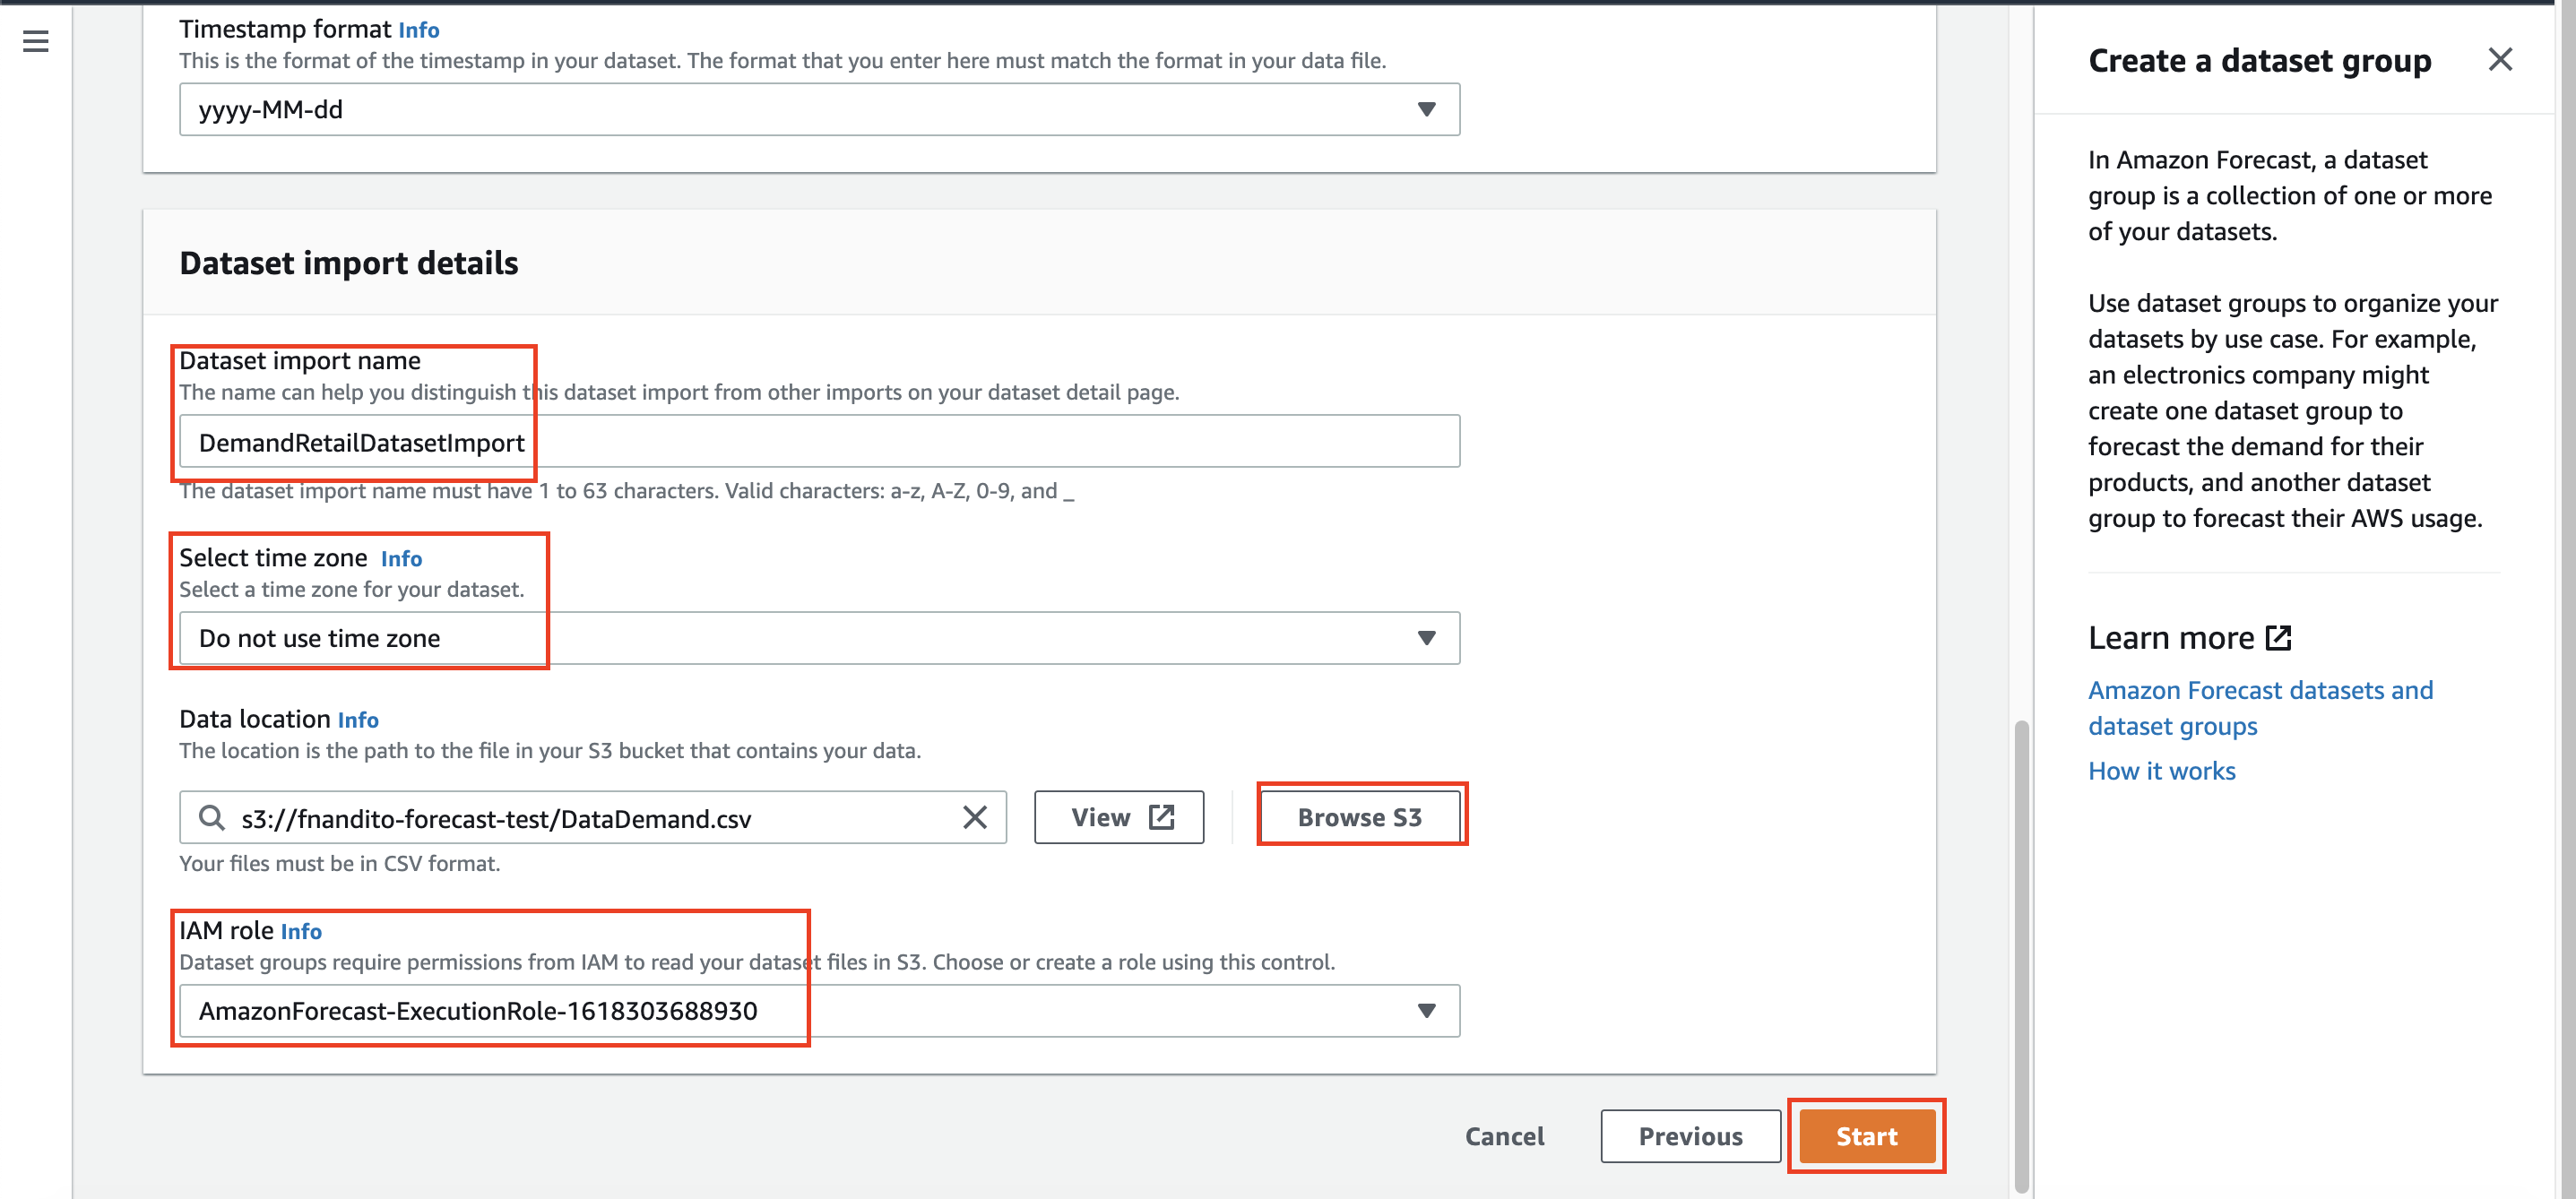 Timestamp format Info
This is the format of the timestamp in your dataset. The format that you enter here must match the format in your data file.
yyyy-MM-dd
Dataset import details
Dataset import name
The name can help you distinguish this dataset import from other imports on your dataset detail page.
DemandRetailDatasetImport
The dataset import name must have 1 to 63 characters. Valid characters: a-z, A-Z, 0-9, and _
Select time zone Info
Select a time zone for your dataset.
Do not use time zone
Data location Info
The location is the path to the file in your S3 bucket that contains your data.
s3://fnandito-forecast-test/DataDemand.csv
View
Browse S3
Your files must be in CSV format.
IAM role Info
Dataset groups require permissions from IAM to read your dataset files in S3. Choose or create a role using this control.
AmazonForecast-ExecutionRole-1618303688930
Cancel
Previous
Start
Create a dataset group
In Amazon Forecast, a dataset
group is a collection of one or more
of your datasets.
Use dataset groups to organize your
datasets by use case. For example,
an electronics company might
create one dataset group to
forecast the demand for their
products, and another dataset
group to forecast their AWS usage.
Learn more
Amazon Forecast datasets and
dataset groups
How it works